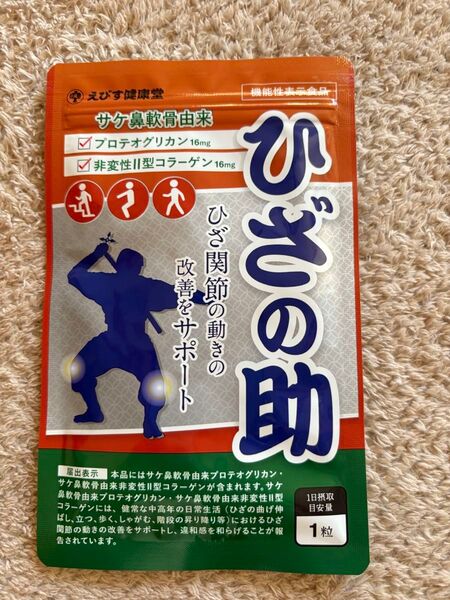 えびす健康堂
機能性表示食品
サケ鼻軟骨由来
プロテオグリカン16mg
非変性II型コラーゲン16mg
ひざの助
ひざ関節の動きの
改善をサポート
届出表示 本品にはサケ鼻軟骨由来プロテオグリカン・
サケ鼻軟骨由来非変性II型コラーゲンが含まれます。サケ
鼻軟骨由来プロテオグリカン・サケ鼻軟骨由来非変性II型
コラーゲンには、健常な中高年の日常生活(ひざの曲げ伸
ばし、立つ、歩く、しゃがむ、階段の昇り降り等)におけるひざ
関節の動きの改善をサポートし、違和感を和らげることが報
告されています。
1日摂取
目安量
1粒